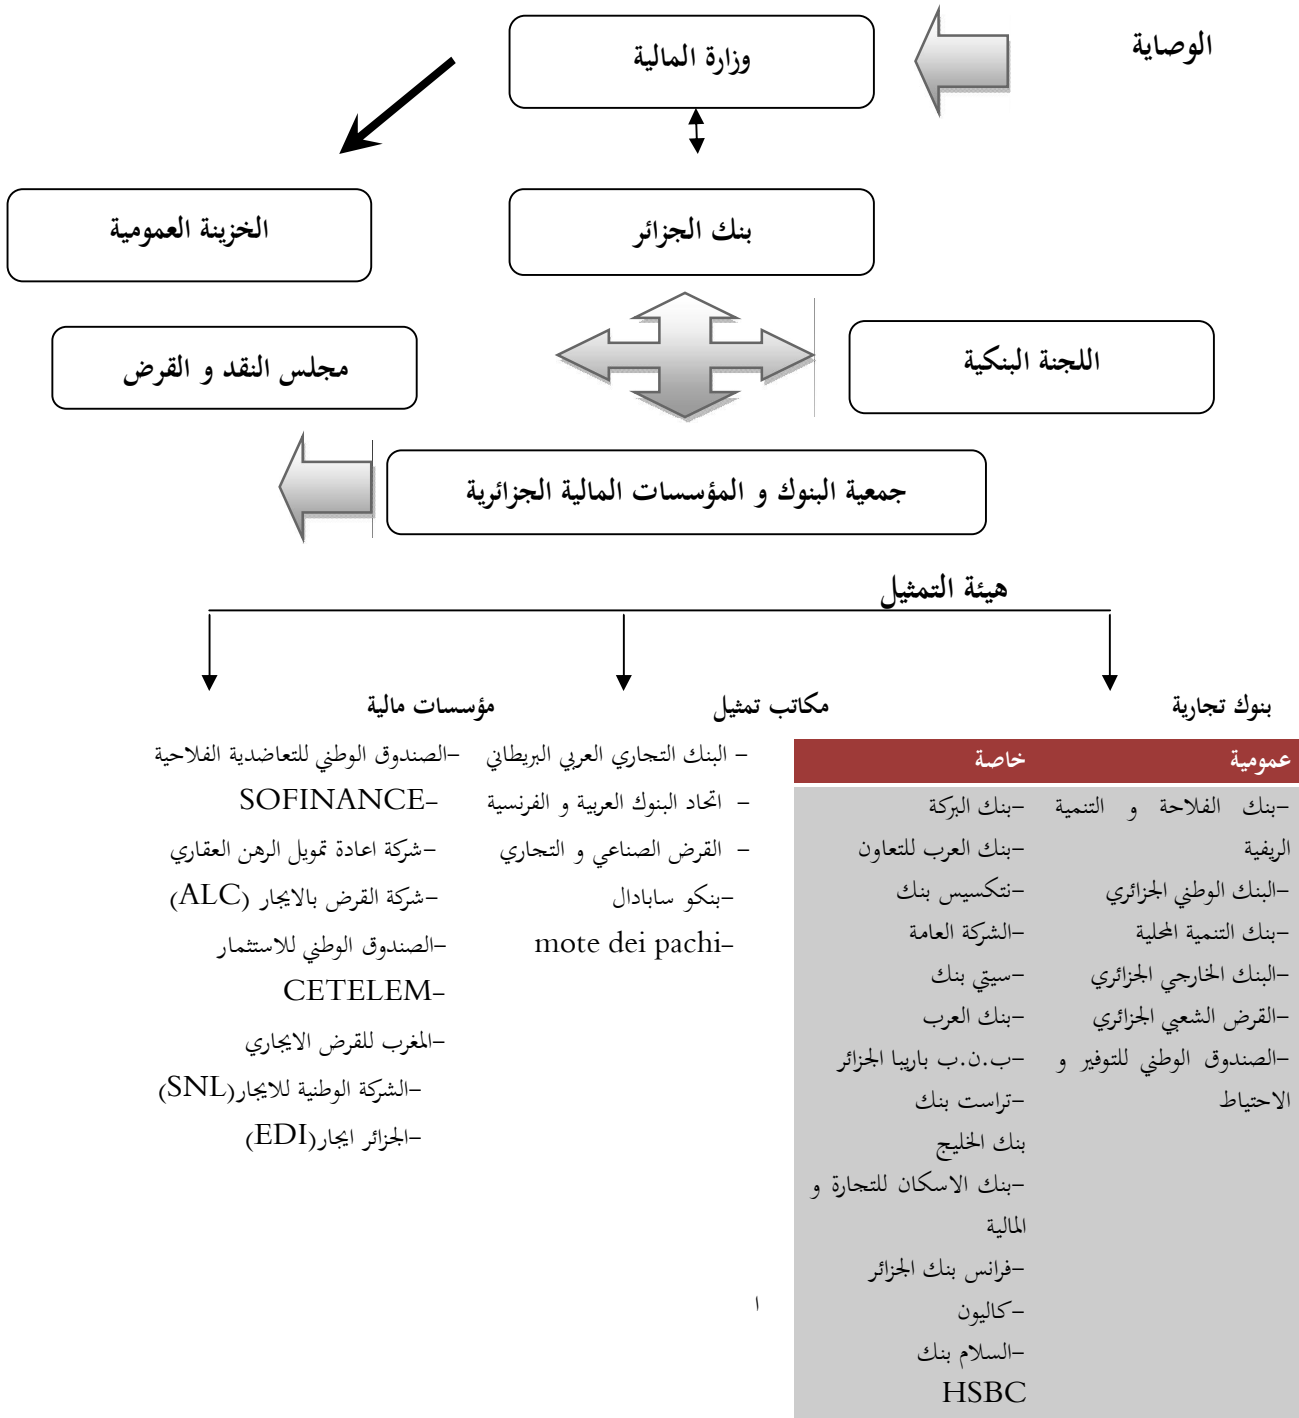 الوصاية
وزارة المالية
الخزينة العمومية
بنك الجزائر
اللجنة البنكية
مجلس النقد و القرض
جمعية البنوك و المؤسسات المالية الجزائرية
هيئة التمثيل
بنوك تجارية
عمومية
-بنك الفلاحة و التنمية
الريفية
-البنك الوطني الجزائري
-بنك التنمية المحلية
-البنك الخارجي الجزائري
-القرض الشعبي الجزائري
-الصندوق الوطني للتوفير و
الاحتياط
خاصة
-بنك البركة
-بنك العرب للتعاون
-نتكسيس بنك
-الشركة العامة
-سيتي بنك
-بنك العرب
-ب.ن.ب باريبا الجزائر
-تراست بنك
بنك الخليج
-بنك الاسكان للتجارة و
المالية
-فرانس بنك الجزائر
-كاليون
-السلام بنك
HSBC
مكاتب تمثيل
- البنك التجاري العربي البريطاني
- اتحاد البنوك العربية و الفرنسية
- القرض الصناعي و التجاري
-بنكو سابادال
mote dei pachi-
مؤسسات مالية
-الصندوق الوطني للتعاضدية الفلاحية
SOFINANCE-
-شركة اعادة تمويل الرهن العقاري
-شركة القرض بالايجار (ALC)
-الصندوق الوطني للاستثمار
CETELEM-
-المغرب للقرض الايجاري
-الشركة الوطنية للايجار(SNL)
-الجزائر ايجار(EDI)
ا